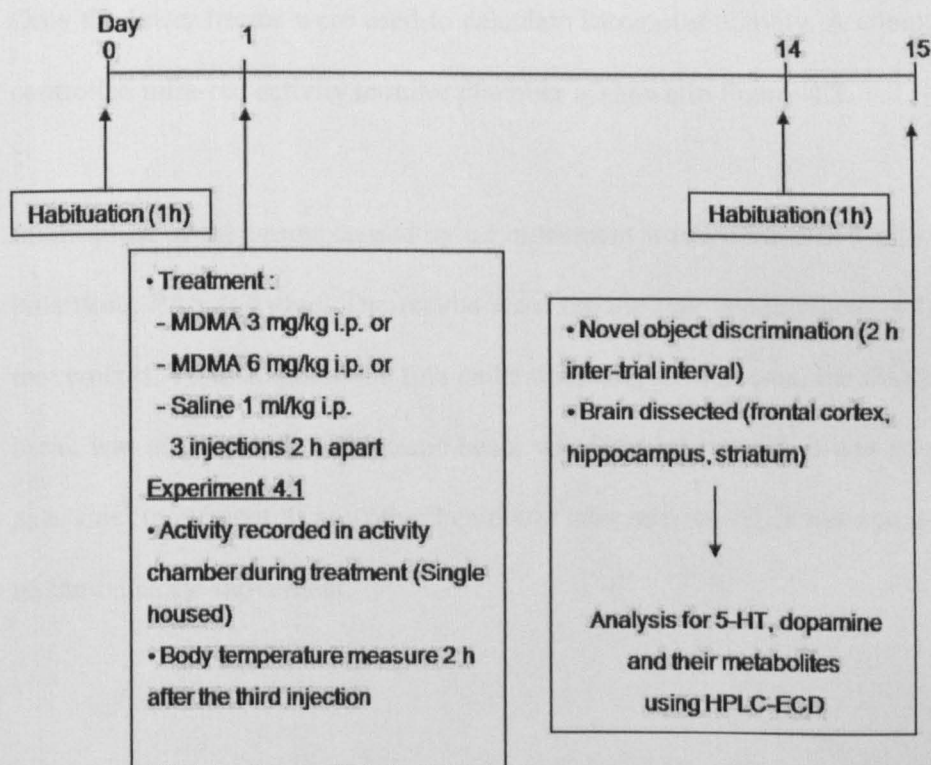 Day
0 1 14 15
Habituation (1h)
Habituation (1h)
• Treatment :
– MDMA 3 mg/kg i.p. or
– MDMA 6 mg/kg i.p. or
– Saline 1 ml/kg i.p.
3 injections 2 h apart
Experiment 4.1
• Activity recorded in activity
chamber during treatment (Single
housed)
• Body temperature measure 2 h
after the third injection
• Novel object discrimination (2 h
inter-trial interval)
• Brain dissected (frontal cortex,
hippocampus, striatum)
Analysis for 5-HT, dopamine
and their metabolites
using HPLC-ECD